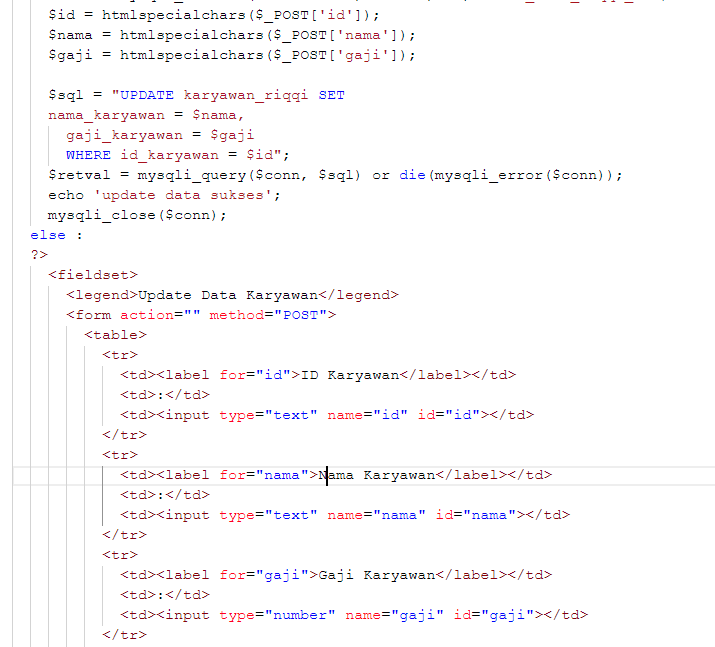 $id = htmlspecialchars($_POST['id']);
$nama = htmlspecialchars($_POST['nama']);
$gaji = htmlspecialchars($_POST['gaji']);
$sql = "UPDATE karyawan_riqqi SET
nama_karyawan = $nama,
gaji_karyawan = $gaji
WHERE id_karyawan = $id";
$retval = mysqli_query($conn, $sql) or die(mysqli_error($conn));
echo 'update data sukses';
mysqli_close($conn);
else :
?>
<fieldset>
<legend>Update Data Karyawan</legend>
<form action="" method="POST">
<table>
<tr>
<td><label for="id">ID Karyawan</label></td>
<td>:</td>
<td><input type="text" name="id" id="id"></td>
</tr>
<tr>
<td><label for="nama">Nama Karyawan</label></td>
<td>:</td>
<td><input type="text" name="nama" id="nama"></td>
</tr>
<tr>
<td><label for="gaji">Gaji Karyawan</label></td>
<td>:</td>
<td><input type="number" name="gaji" id="gaji"></td>
</tr>